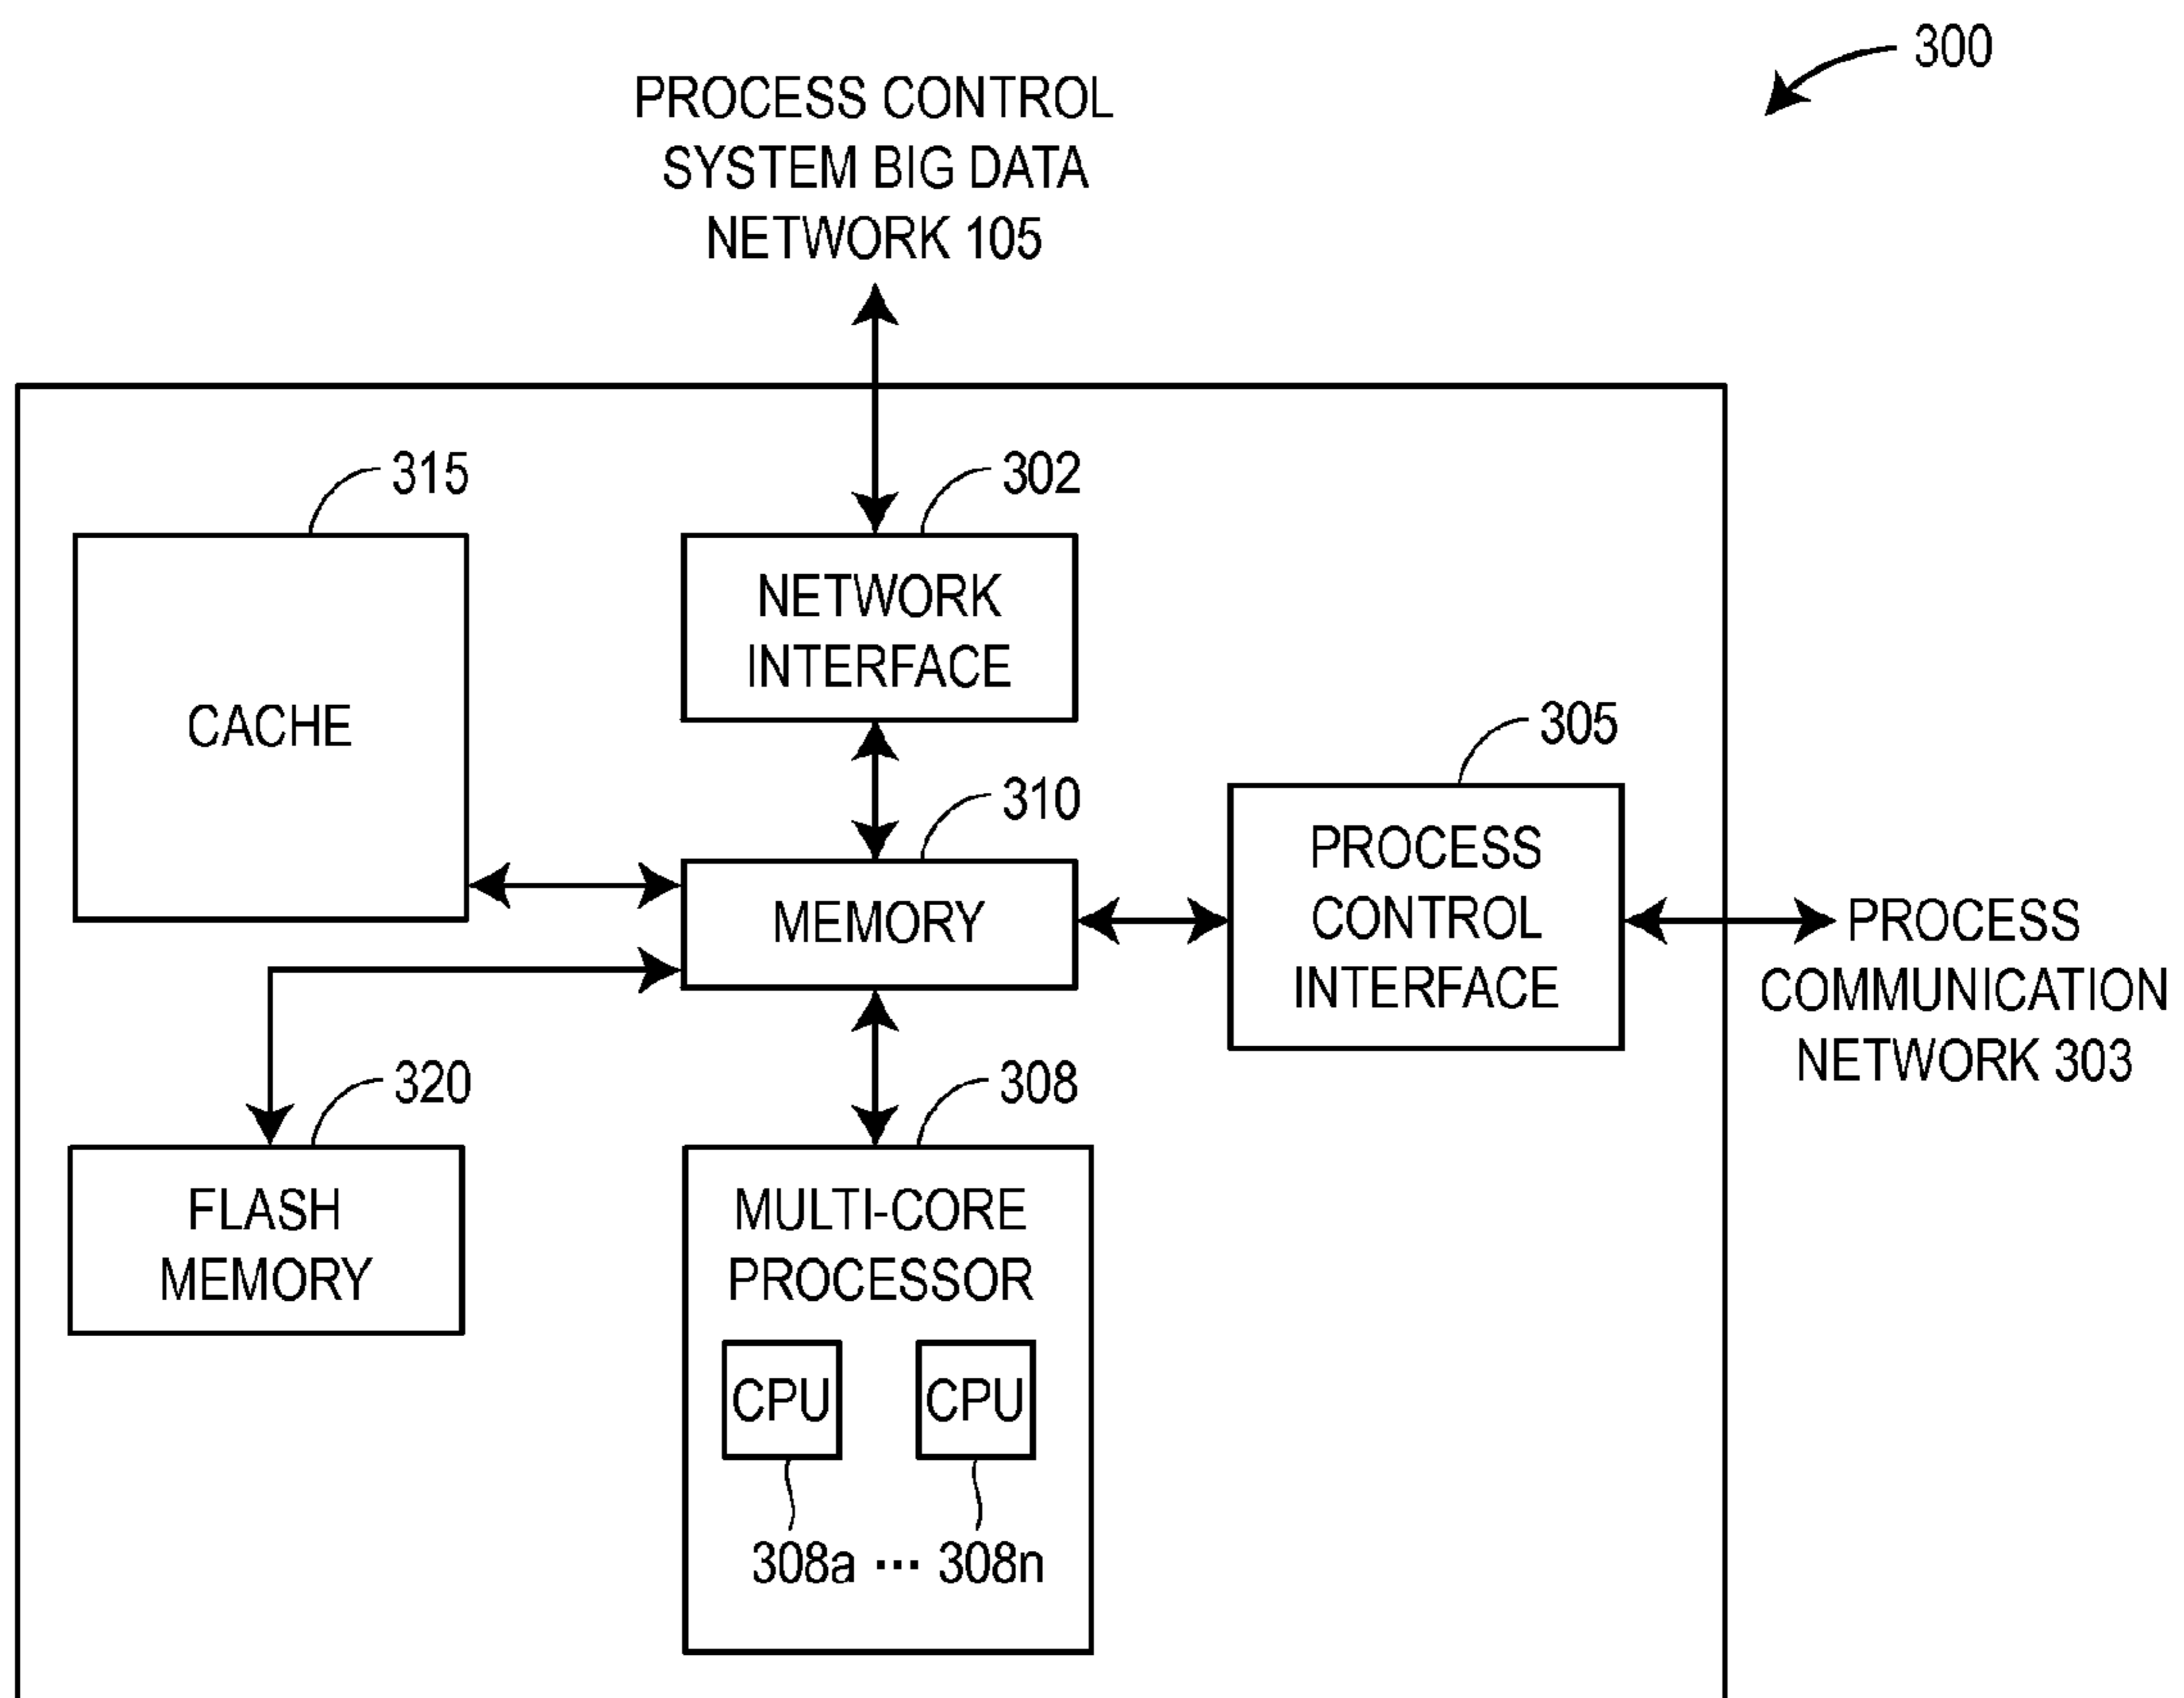 300
PROCESS CONTROL
SYSTEM BIG DATA
NETWORK 105
315
302
NETWORK
INTERFACE
CACHE
305
310
PROCESS
CONTROL
INTERFACE
MEMORY
PROCESS
COMMUNICATION
NETWORK 303
320
308
FLASH
MEMORY
MULTI-CORE
PROCESSOR
CPU
CPU
308a ··· 308n